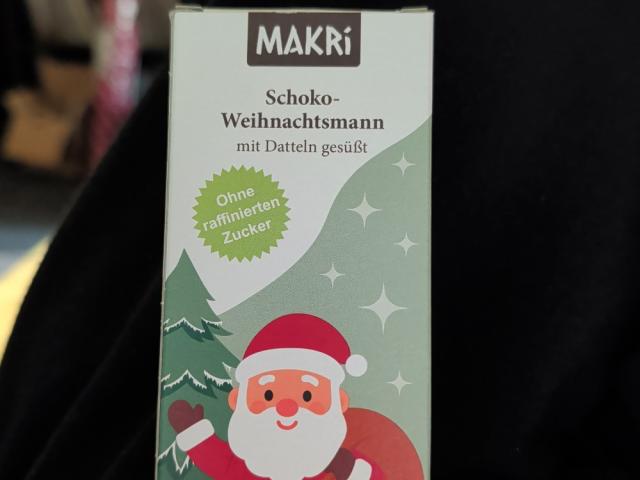 MAKRi
Schoko-
Weihnachtsmann
mit Datteln gesüßt
Ohne
raffinierten
Zucker